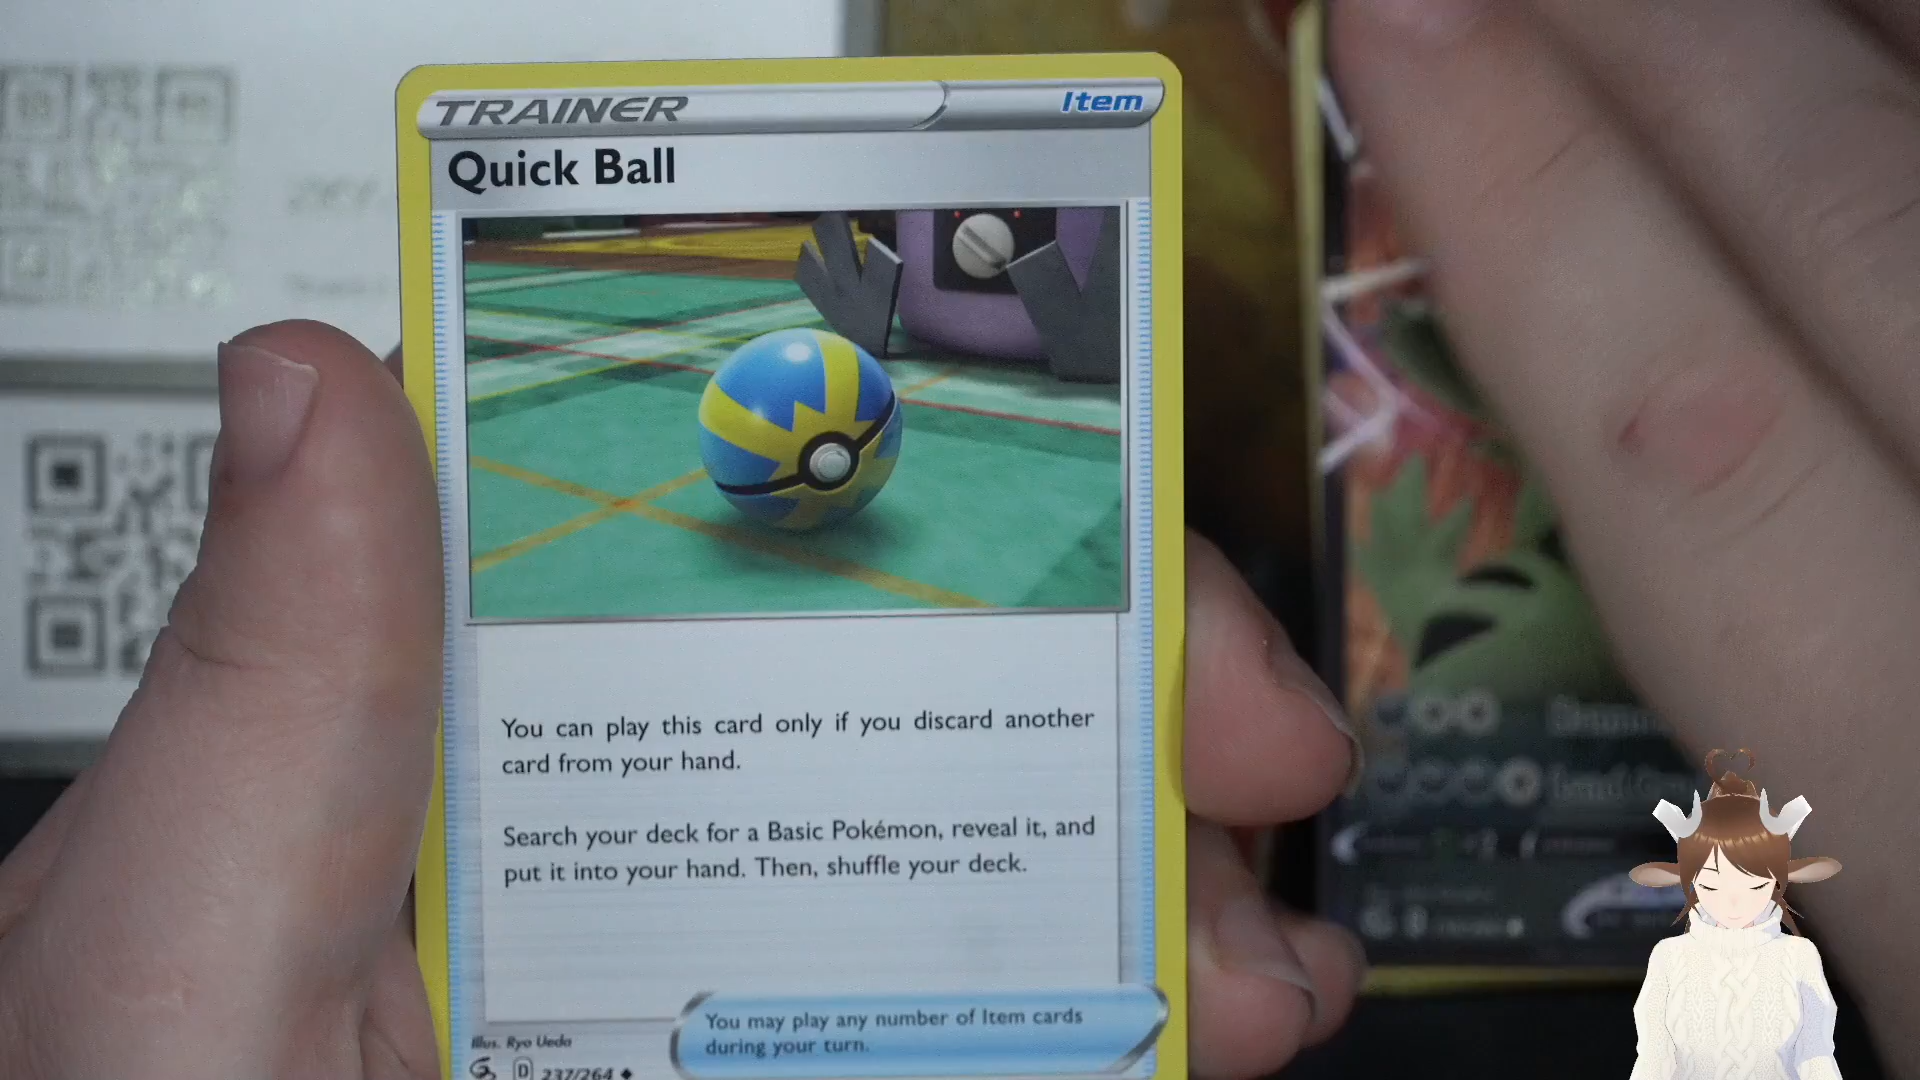 TRAINER
Item
Quick Ball
You can play this card only if you discard another
card from your hand.
Search your deck for a Basic Pokémon, reveal it, and
put it into your hand. Then, shuffle your deck.
You may play any number of Item cards
during your turn.
Illus. Ryo Ueda
D 237/264